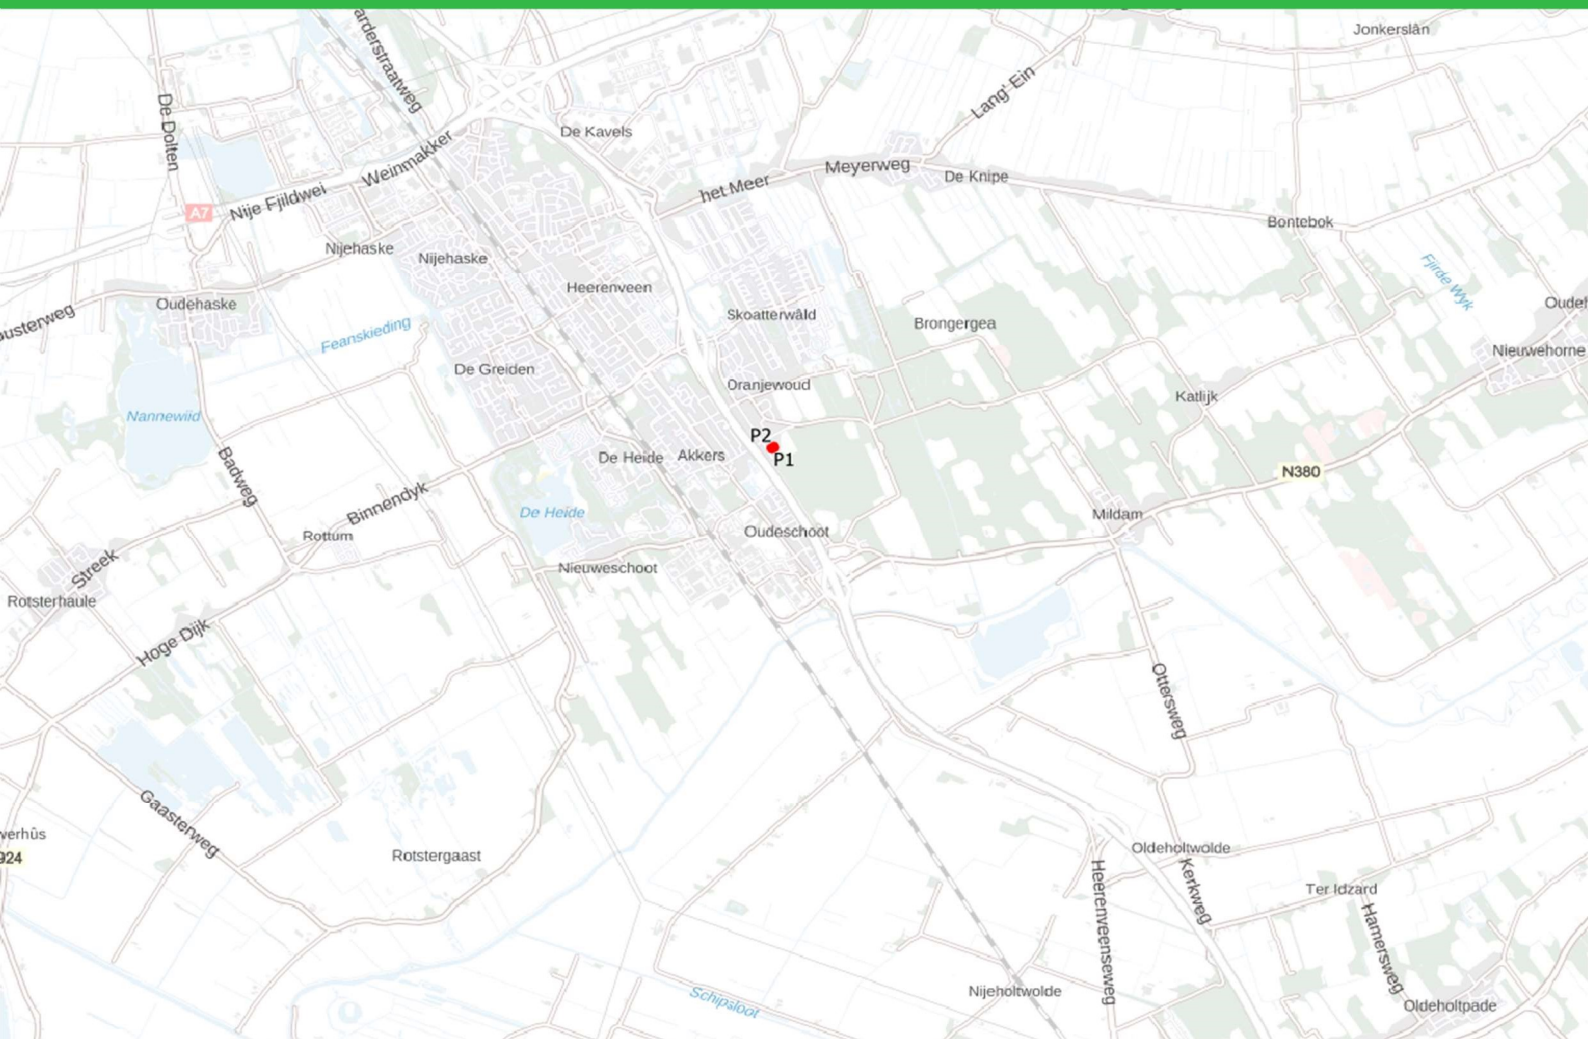 Jonkerslân
arderstraatweg
Lang Ein
De Dolten
De Kavels
Weinmakker
Meyerweg
De Knipe
het Meer
Nije Fjildwei
A7
Bontebok
Nijehaske
Nijehaske
Fjirde Wyk
Heerenveen
Oudehaske
Oudeh
usterweg
Skoatterwâld
Feanskieding
Brongergea
Nieuwehorne
De Greiden
Oranjewoud
Katlijk
Nannewiid
P2
P1
De Heide
Akkers
Badweg
N380
Binnendyk
De Heide
Mildam
Rottum
Oudeschoot
Streek
Nieuweschoot
Rotsterhaule
Hoge Dijk
Ottersweg
Gaasterweg
werhûs
924
Rotstergaast
Oldeholtwolde
Heerenveenseweg
Kerkweg
Ter Idzard
Hamersweg
Schipsloot
Nijeholtwolde
Oldeholtpade